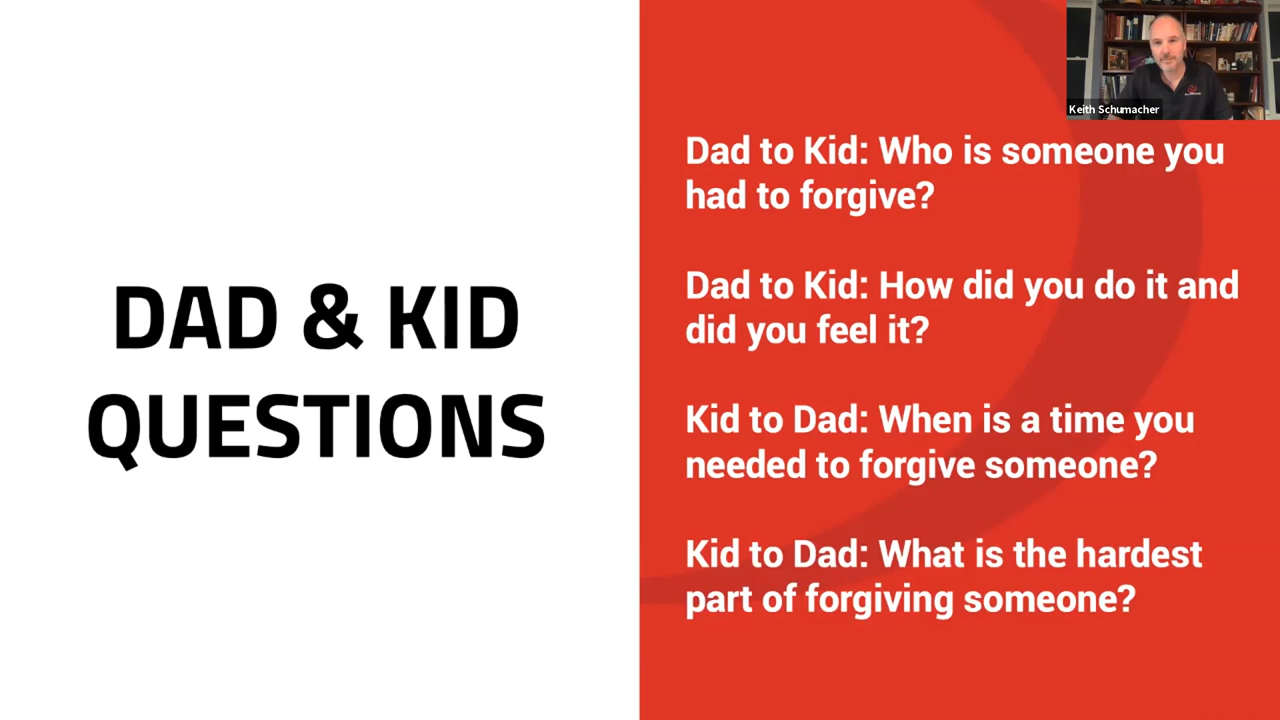 Keith Schumacher
DAD & KID
QUESTIONS
Dad to Kid: Who is someone you
had to forgive?
Dad to Kid: How did you do it and
did you feel it?
Kid to Dad: When is a time you
needed to forgive someone?
Kid to Dad: What is the hardest
part of forgiving someone?